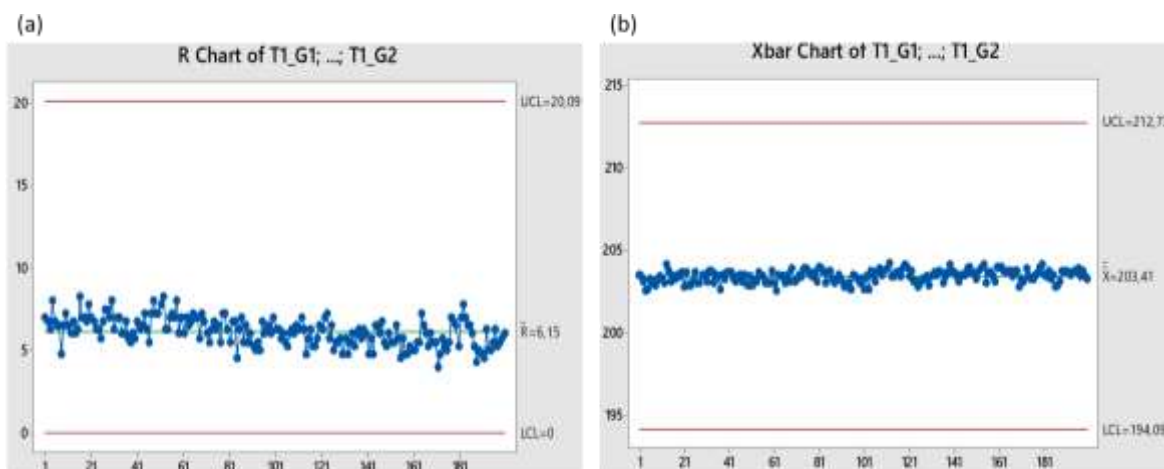 (a)
R Chart of T1_G1; ...; T1_G2
20
15
10
5
0
UCL=20,09
R̄=6,15
LCL=0
1 21 41 61 81 101 121 141 161 181
(b)
Xbar Chart of T1_G1; ...; T1_G2
215
210
205
200
195
UCL=212,7
X̿=203,41
LCL=194,09
1 21 41 61 81 101 121 141 161 181